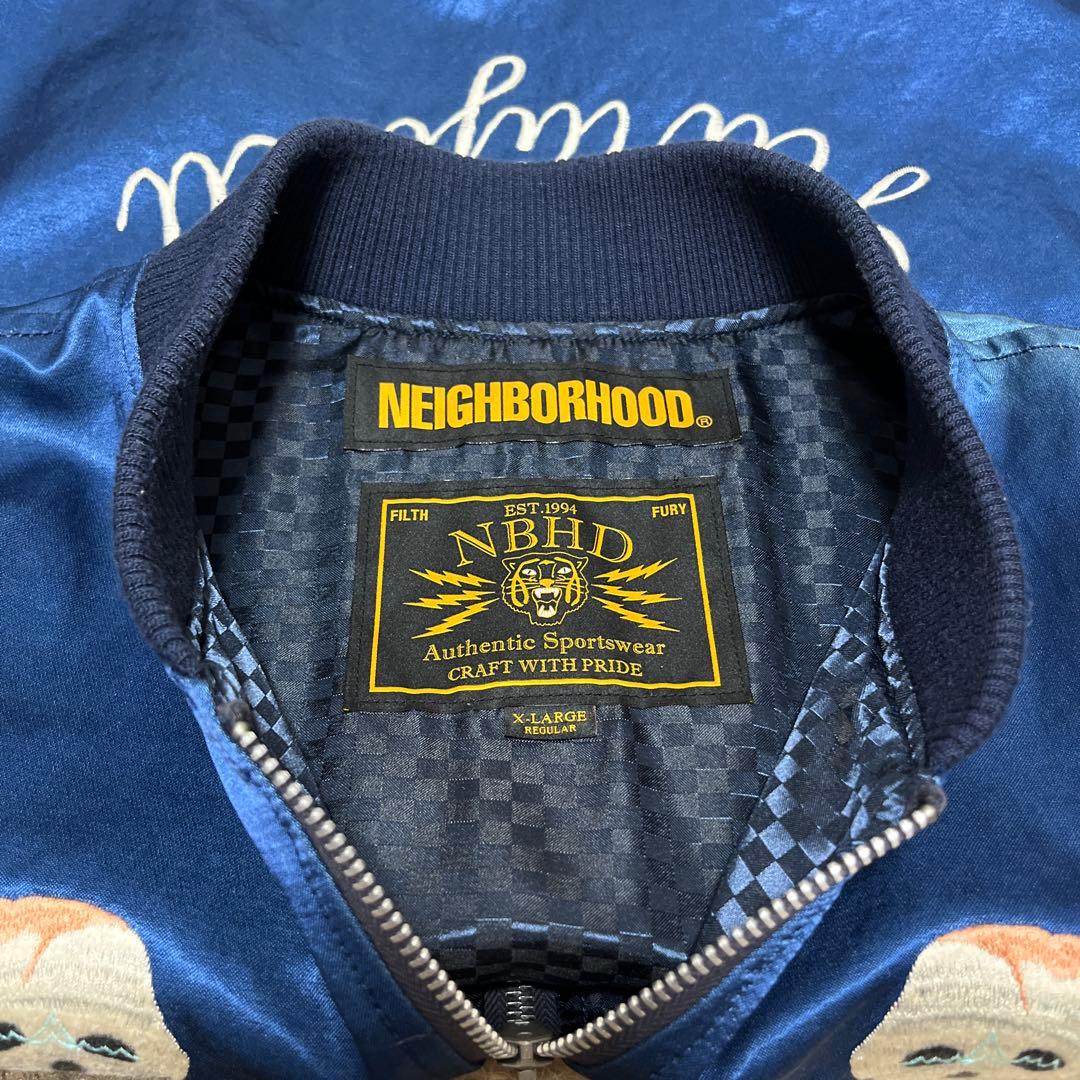 NEIGHBORHOOD®
EST.1994
FILTH FURY
NBHD
Authentic Sportswear
CRAFT WITH PRIDE
X-LARGE
REGULAR